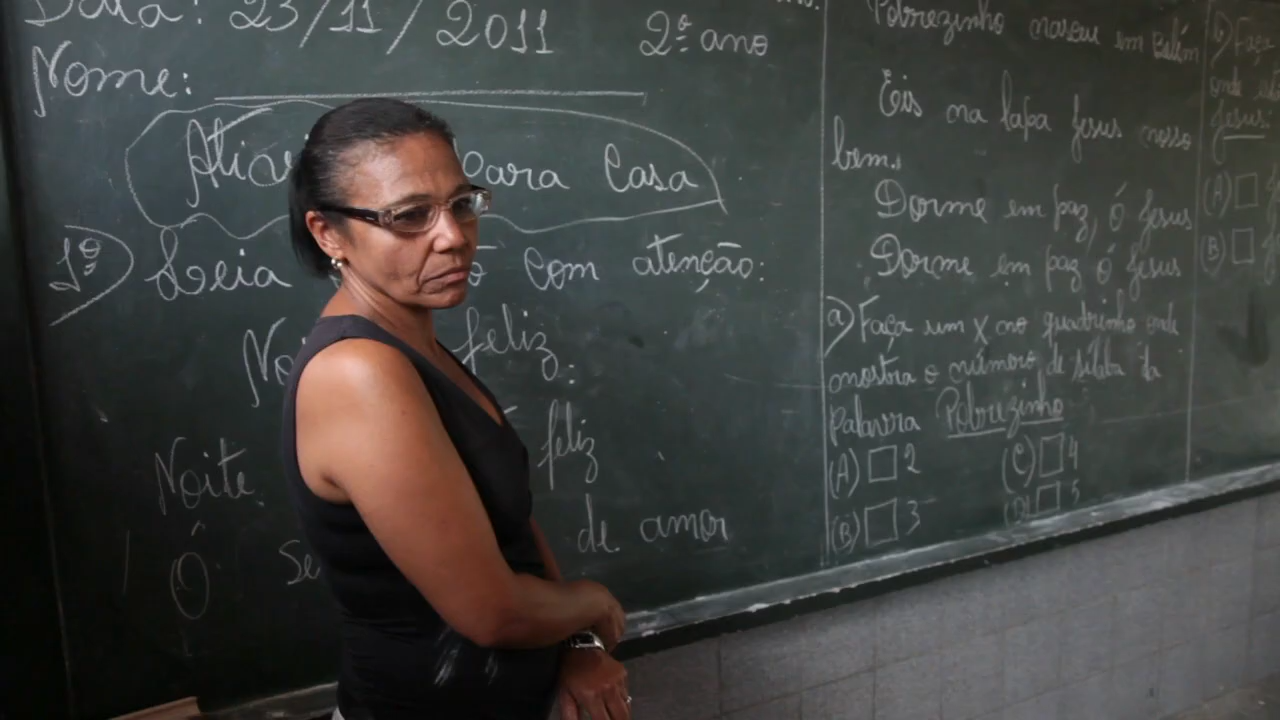 Data: 23/11/2011 2º ano
Nome:
para Casa
1º) Leia com atenção:
feliz.
feliz
Noite.
Ó Se de amor
Pobrezinho nasceu em Belém
Eis na lapa Jesus nosso
bem.
Dorme em paz, ó Jesus
Dorme em paz ó Jesus
a) Faça um X no quadrinho onde
mostra o número de sílaba da
palavra Pobrezinho
(A) 2 (C) 4
(B) 3 (D) 5
b) Faça
onde
Jesus:
(A)
(B)